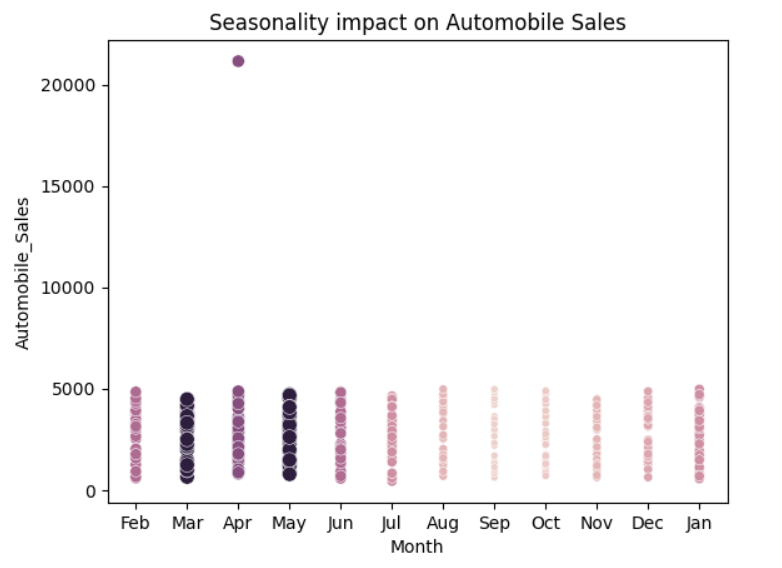 Seasonality impact on Automobile Sales
Automobile_Sales
20000
15000
10000
5000
0
Feb Mar Apr May Jun Jul Aug Sep Oct Nov Dec Jan
Month